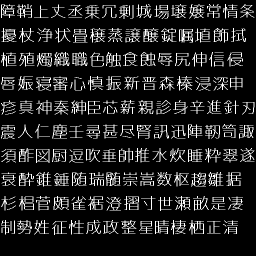 障鞘上丈丞乗冗剰城場壌嬢常情条
擾杖浄状畳穣蒸譲醸錠嘱埴飾拭
植殖燭織職色触食蝕辱尻伸信侵
唇娠寝審心慎振新晋森榛浸深申
疹真神秦紳臣芯薪親診身辛進針刃
震人仁塵壬尋甚尽腎訊迅陣靭笥諏
須酢図厨逗吹垂帥推水炊睡粋翠遂
衰酔錐錘随瑞髄崇嵩数枢趨雛据
杉椙菅頗雀裾澄摺寸世瀬畝是凄
制勢姓征性成政整星晴棲栖正清